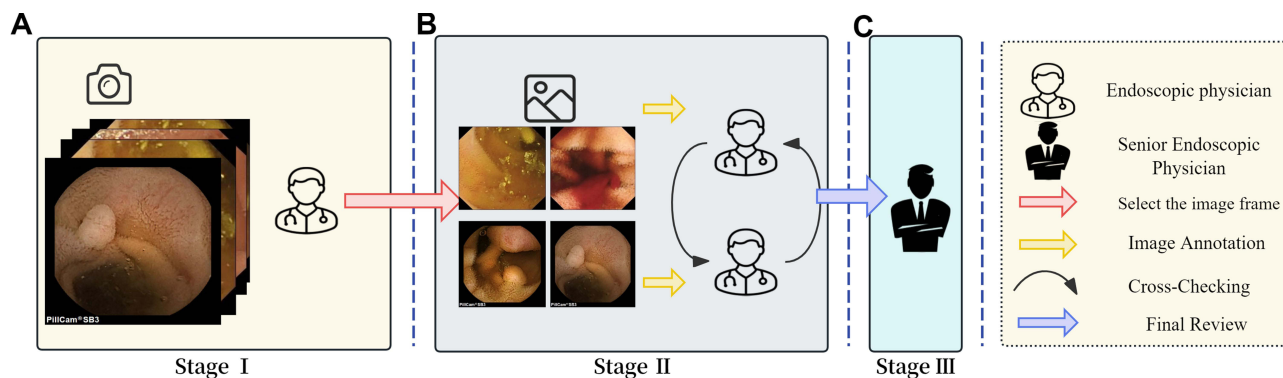 A
B
C
PillCam®SB3
PillCam®SB3
PillCam®SB3
Stage Ⅰ
Stage Ⅱ
Stage Ⅲ
Endoscopic physician
Senior Endoscopic
Physician
Select the image frame
Image Annotation
Cross-Checking
Final Review